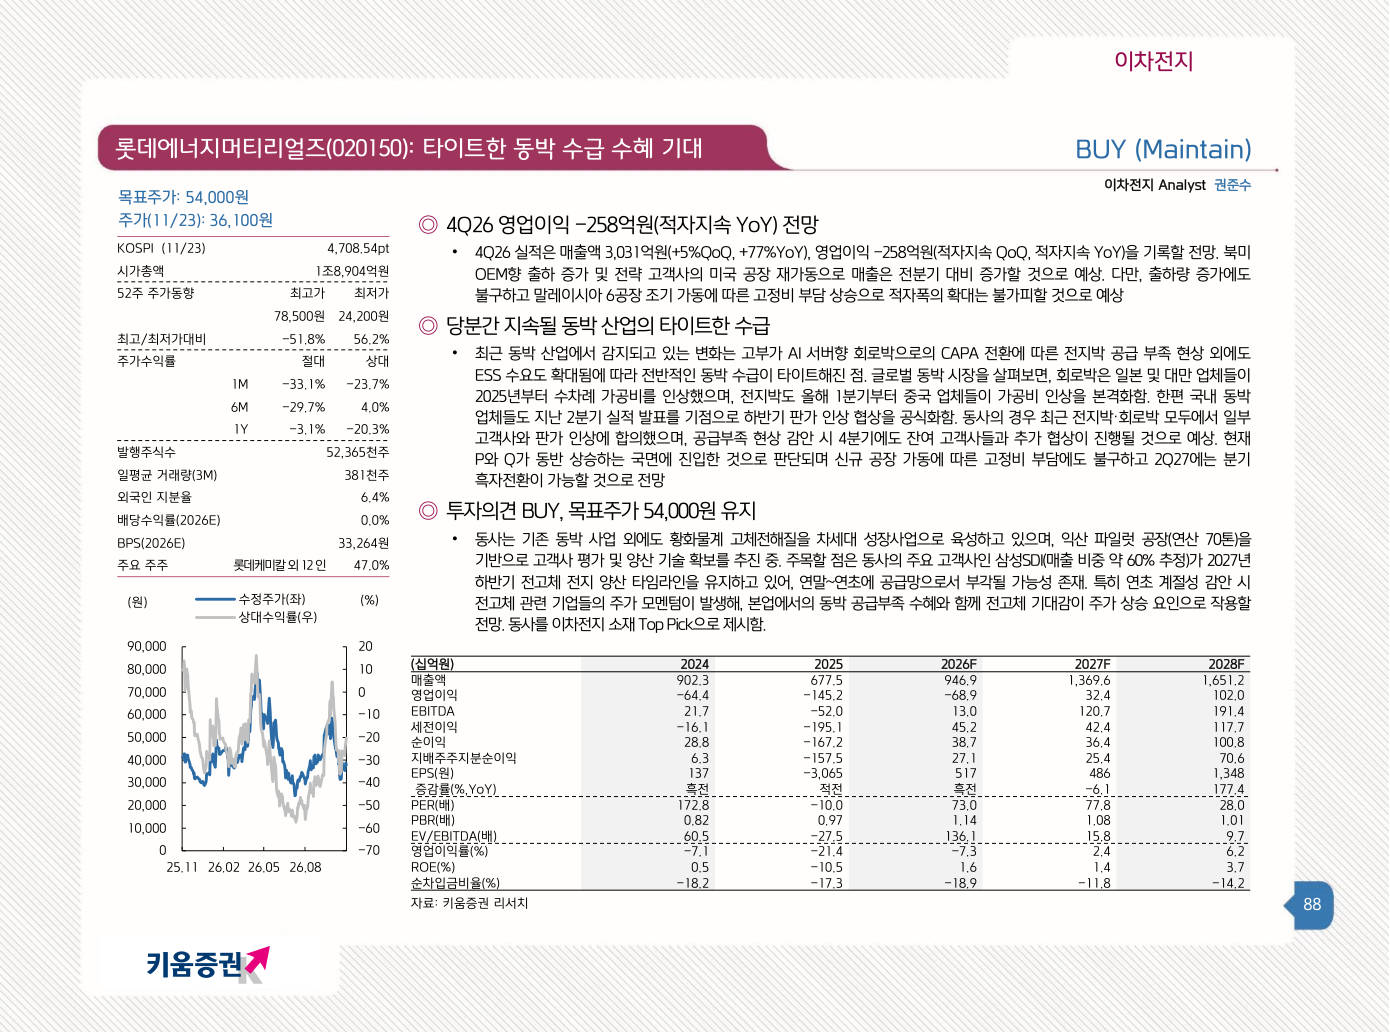 이차전지
롯데에너지머티리얼즈(020150): 타이트한 동박 수급 수혜 기대
BUY (Maintain)
이차전지 Analyst 권준수
목표주가: 54,000원
주가(11/23): 36,100원
KOSPI (11/23) 4,708.54pt
시가총액 1조8,904억원
52주 주가동향 최고가 최저가
78,500원 24,200원
최고/최저가대비 -51.8% 56.2%
주가수익률 절대 상대
1M -33.1% -23.7%
6M -29.7% 4.0%
1Y -3.1% -20.3%
발행주식수 52,365천주
일평균 거래량(3M) 381천주
외국인 지분율 6.4%
배당수익률(2026E) 0.0%
BPS(2026E) 33,264원
주요 주주 롯데케미칼 외 12 인 47.0%
(원) 수정주가(좌) (%)
상대수익률(우)
90,000 20
80,000 10
70,000 0
60,000 -10
50,000 -20
40,000 -30
30,000 -40
20,000 -50
10,000 -60
0 -70
25.11 26.02 26.05 26.08
◎ 4Q26 영업이익 -258억원(적자지속 YoY) 전망
• 4Q26 실적은 매출액 3,031억원(+5%QoQ, +77%YoY), 영업이익 -258억원(적자지속 QoQ, 적자지속 YoY)을 기록할 전망. 북미
OEM향 출하 증가 및 전략 고객사의 미국 공장 재가동으로 매출은 전분기 대비 증가할 것으로 예상. 다만, 출하량 증가에도
불구하고 말레이시아 6공장 조기 가동에 따른 고정비 부담 상승으로 적자폭의 확대는 불가피할 것으로 예상
◎ 당분간 지속될 동박 산업의 타이트한 수급
• 최근 동박 산업에서 감지되고 있는 변화는 고부가 AI 서버향 회로박으로의 CAPA 전환에 따른 전지박 공급 부족 현상 외에도
ESS 수요도 확대됨에 따라 전반적인 동박 수급이 타이트해진 점. 글로벌 동박 시장을 살펴보면, 회로박은 일본 및 대만 업체들이
2025년부터 수차례 가공비를 인상했으며, 전지박도 올해 1분기부터 중국 업체들이 가공비 인상을 본격화함. 한편 국내 동박
업체들도 지난 2분기 실적 발표를 기점으로 하반기 판가 인상 협상을 공식화함. 동사의 경우 최근 전지박·회로박 모두에서 일부
고객사와 판가 인상에 합의했으며, 공급부족 현상 감안 시 4분기에도 잔여 고객사들과 추가 협상이 진행될 것으로 예상. 현재
P와 Q가 동반 상승하는 국면에 진입한 것으로 판단되며 신규 공장 가동에 따른 고정비 부담에도 불구하고 2Q27에는 분기
흑자전환이 가능할 것으로 전망
◎ 투자의견 BUY, 목표주가 54,000원 유지
• 동사는 기존 동박 사업 외에도 황화물계 고체전해질을 차세대 성장사업으로 육성하고 있으며, 익산 파일럿 공장(연산 70톤)을
기반으로 고객사 평가 및 양산 기술 확보를 추진 중. 주목할 점은 동사의 주요 고객사인 삼성SDI(매출 비중 약 60% 추정)가 2027년
하반기 전고체 전지 양산 타임라인을 유지하고 있어, 연말~연초에 공급망으로서 부각될 가능성 존재. 특히 연초 계절성 감안 시
전고체 관련 기업들의 주가 모멘텀이 발생해, 본업에서의 동박 공급부족 수혜와 함께 전고체 기대감이 주가 상승 요인으로 작용할
전망. 동사를 이차전지 소재 Top Pick으로 제시함.
(십억원) 2024 2025 2026F 2027F 2028F
매출액 902.3 677.5 946.9 1,369.6 1,651.2
영업이익 -64.4 -145.2 -68.9 32.4 102.0
EBITDA 21.7 -52.0 13.0 120.7 191.4
세전이익 -16.1 -195.1 45.2 42.4 117.7
순이익 28.8 -167.2 38.7 36.4 100.8
지배주주지분순이익 6.3 -157.5 27.1 25.4 70.6
EPS(원) 137 -3,065 517 486 1,348
증감률(%,YoY) 흑전 적전 흑전 -6.1 177.4
PER(배) 172.8 -10.0 73.0 77.8 28.0
PBR(배) 0.82 0.97 1.14 1.08 1.01
EV/EBITDA(배) 60.5 -27.5 136.1 15.8 9.7
영업이익률(%) -7.1 -21.4 -7.3 2.4 6.2
ROE(%) 0.5 -10.5 1.6 1.4 3.7
순차입금비율(%) -18.2 -17.3 -18.9 -11.8 -14.2
자료: 키움증권 리서치
88
키움증권